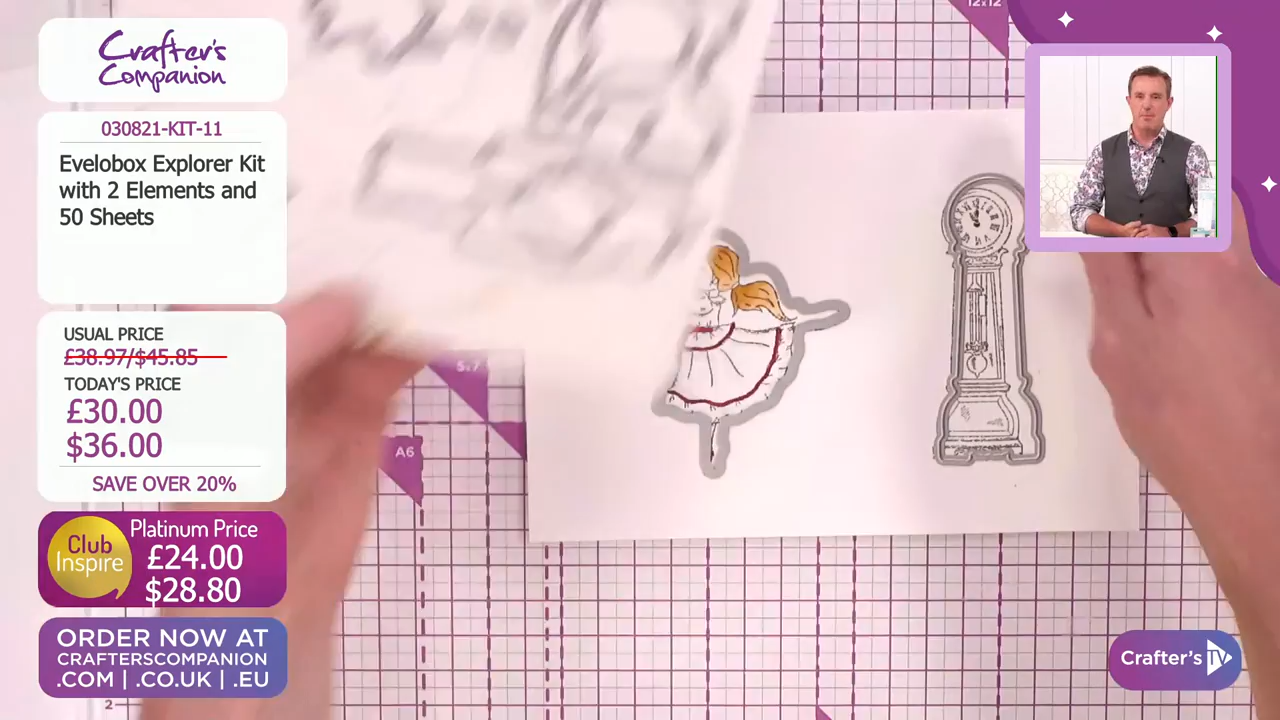 Crafter's
Companion
030821-KIT-11
Evelobox Explorer Kit
with 2 Elements and
50 Sheets
USUAL PRICE
£38.97/$45.85
TODAY'S PRICE
£30.00
$36.00
SAVE OVER 20%
Club
Inspire
Platinum Price
£24.00
$28.80
ORDER NOW AT
CRAFTERSCOMPANION
.COM | .CO.UK | .EU
12x12
5x7
A6
2
Crafter's TV